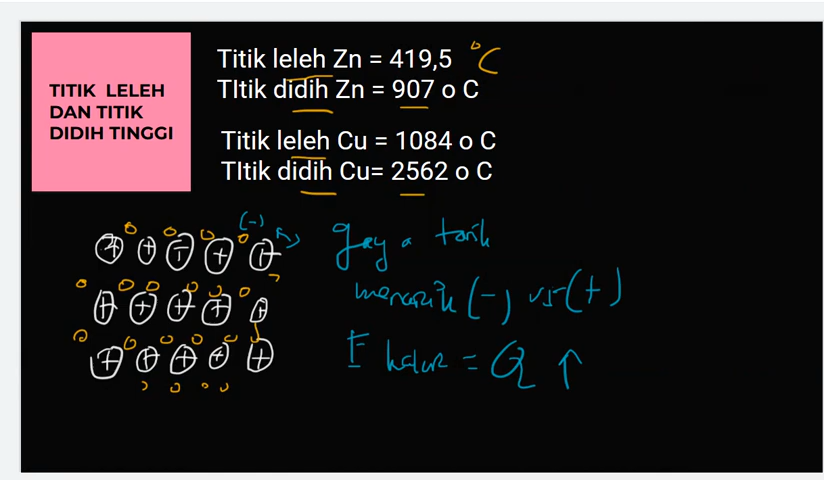 TITIK LELEH
DAN TITIK
DIDIH TINGGI
Titik leleh Zn = 419,5 °C
TItik didih Zn = 907 o C
Titik leleh Cu = 1084 o C
TItik didih Cu= 2562 o C
(-)
+ + + + +
+ + + + +
+ + + + +
gaya tarik
menarik (-) vs (+)
E kalor = Q ↑